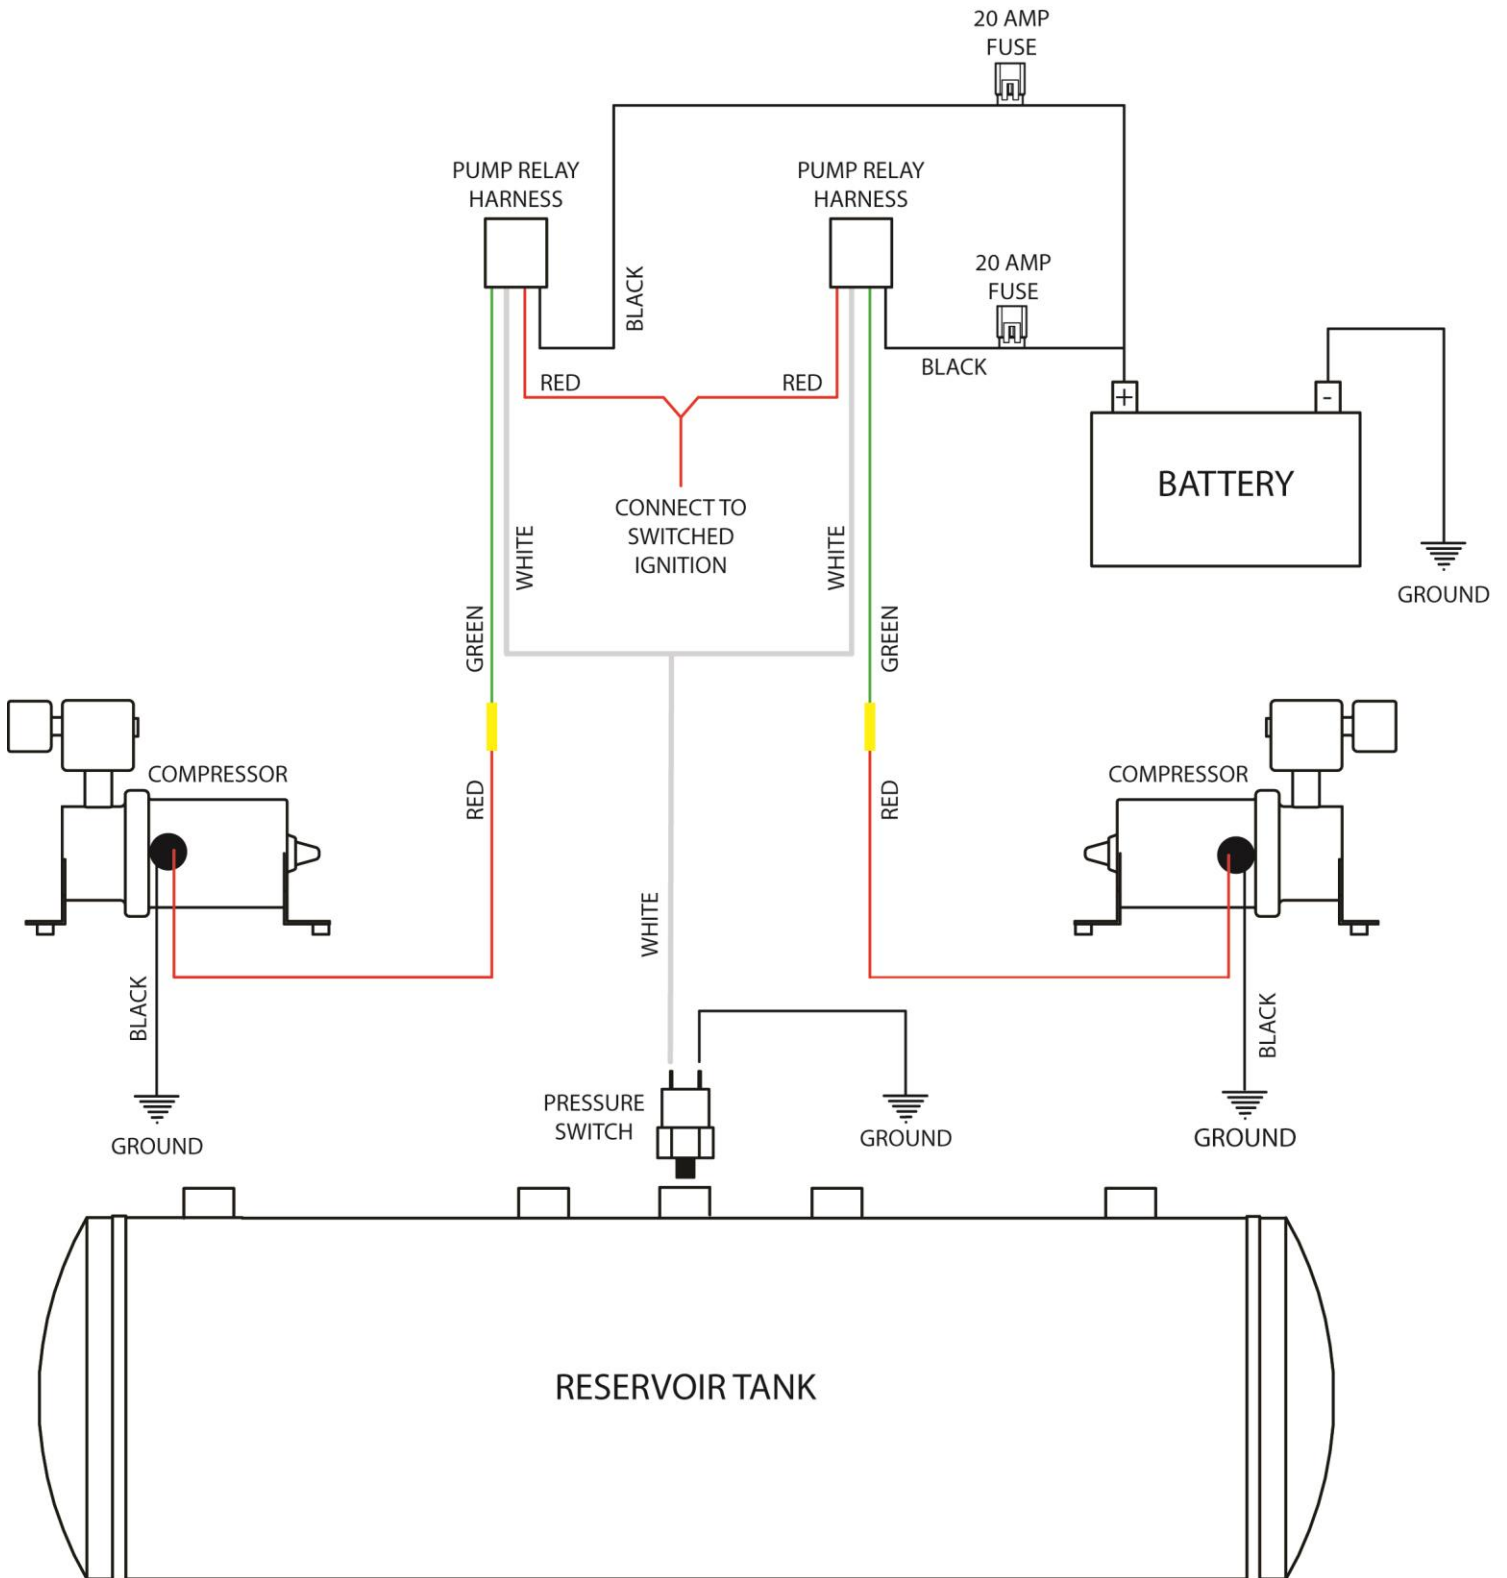 20 AMP
FUSE
PUMP RELAY
HARNESS
PUMP RELAY
HARNESS
BLACK
20 AMP
FUSE
BLACK
RED
RED
+
-
BATTERY
CONNECT TO
SWITCHED
IGNITION
WHITE
WHITE
GROUND
GREEN
GREEN
COMPRESSOR
COMPRESSOR
RED
RED
WHITE
BLACK
BLACK
PRESSURE
SWITCH
GROUND
GROUND
GROUND
RESERVOIR TANK